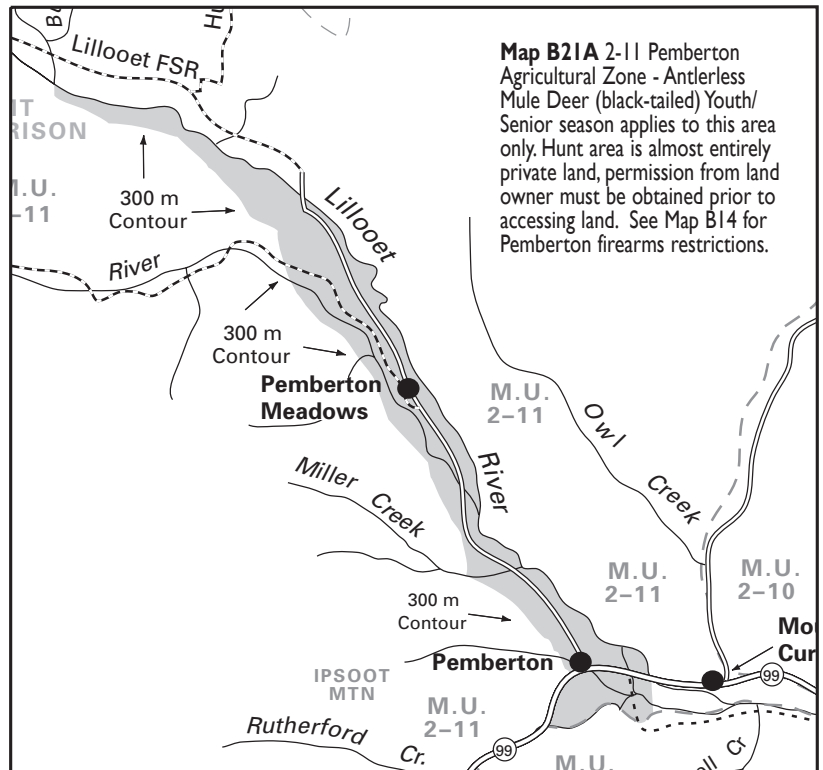 Lillooet FSR
Map B21A 2-11 Pemberton
Agricultural Zone - Antlerless
Mule Deer (black-tailed) Youth/
Senior season applies to this area
only. Hunt area is almost entirely
private land, permission from land
owner must be obtained prior to
accessing land. See Map B14 for
Pemberton firearms restrictions.
300 m
Contour
Lillooet
River
300 m
Contour
Pemberton
Meadows
M.U.
2–11
Owl
Creek
River
Miller
Creek
M.U.
2–11
M.U.
2–10
300 m
Contour
Pemberton
99
IPSOOT
MTN
M.U.
2–11
Rutherford
Cr.
99
M.U.
Cr